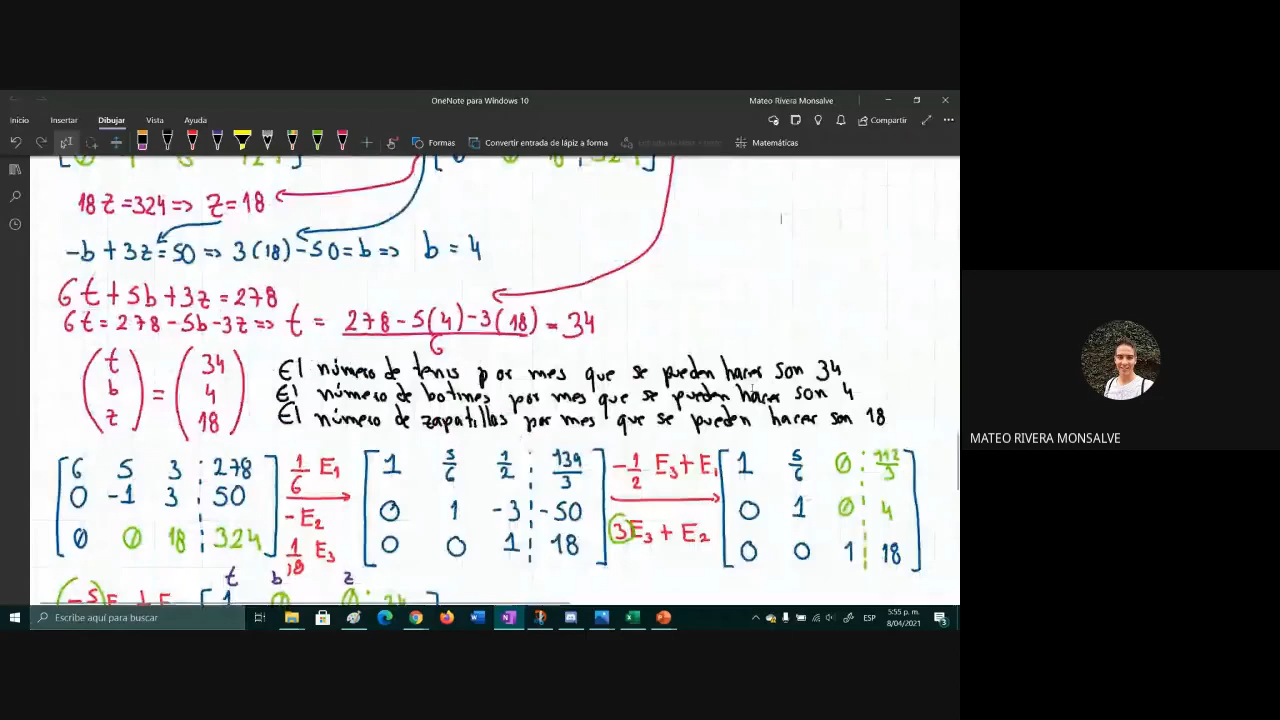 OneNote para Windows 10
MATEO RIVERA MONSALVE
Inicio Insertar Dibujar Vista Ayuda
Compartir
Formas Convertir entrada de lápiz a forma Matemáticas
18z = 324 => z = 18
-b + 3z = 50 => 3(18) - 50 = b => b = 4
6t + 5b + 3z = 278
6t = 278 - 5b - 3z => t = (278 - 5(4) - 3(18))/6 = 34
t 34
b = 4
z 18
El número de tenis por mes que se pueden hacer son 34
El número de botines por mes que se pueden hacer son 4
El número de zapatillas por mes que se pueden hacer son 18
6 5 3 278 1/6 E1 1 5/6 1/2 139/3 -1/2 E3 + E1 1 5/6 0 112/3
0 -1 3 50 -E2 0 1 -3 -50 3E3 + E2 0 1 0 4
0 0 18 324 1/18 E3 0 0 1 18 0 0 1 18
t b z
Escribe aquí para buscar
ESP
5:55 p. m.
8/04/2021
MATEO RIVERA MONSALVE